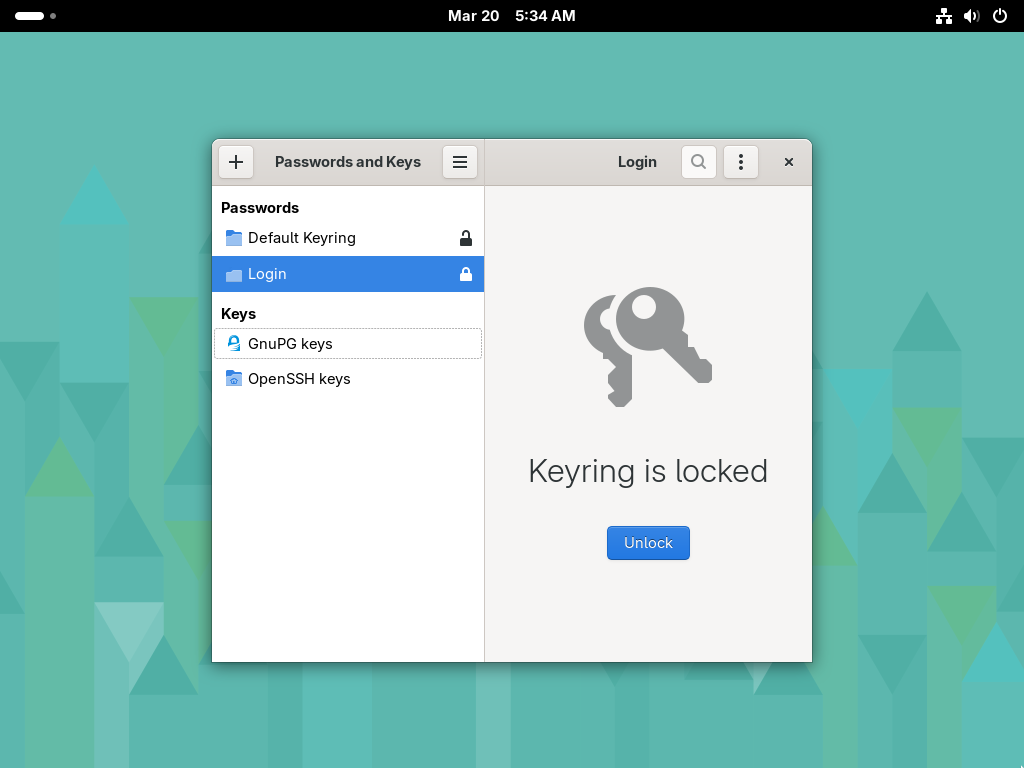 Mar 20 5:34 AM
Passwords and Keys
Login
Passwords
Default Keyring
Login
Keys
GnuPG keys
OpenSSH keys
Keyring is locked
Unlock